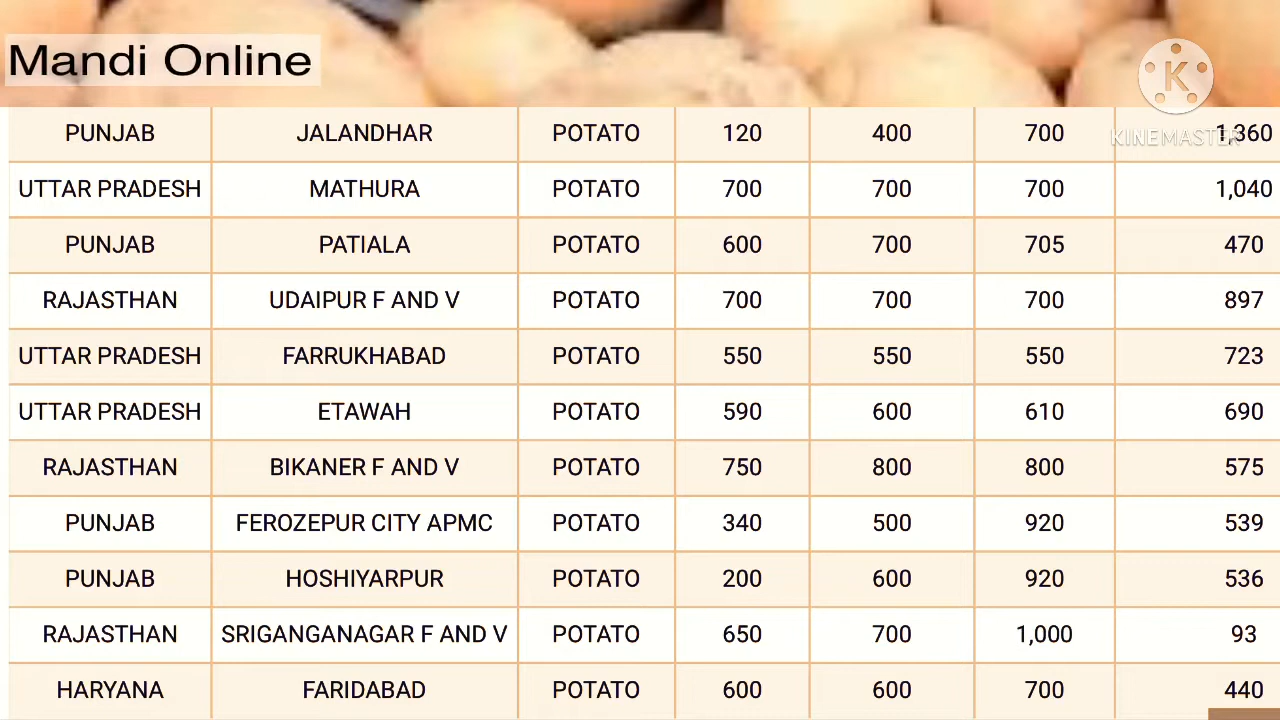 Mandi Online
KINEMASTER
PUNJAB JALANDHAR POTATO 120 400 700 1,360
UTTAR PRADESH MATHURA POTATO 700 700 700 1,040
PUNJAB PATIALA POTATO 600 700 705 470
RAJASTHAN UDAIPUR F AND V POTATO 700 700 700 897
UTTAR PRADESH FARRUKHABAD POTATO 550 550 550 723
UTTAR PRADESH ETAWAH POTATO 590 600 610 690
RAJASTHAN BIKANER F AND V POTATO 750 800 800 575
PUNJAB FEROZEPUR CITY APMC POTATO 340 500 920 539
PUNJAB HOSHIYARPUR POTATO 200 600 920 536
RAJASTHAN SRIGANGANAGAR F AND V POTATO 650 700 1,000 93
HARYANA FARIDABAD POTATO 600 600 700 440